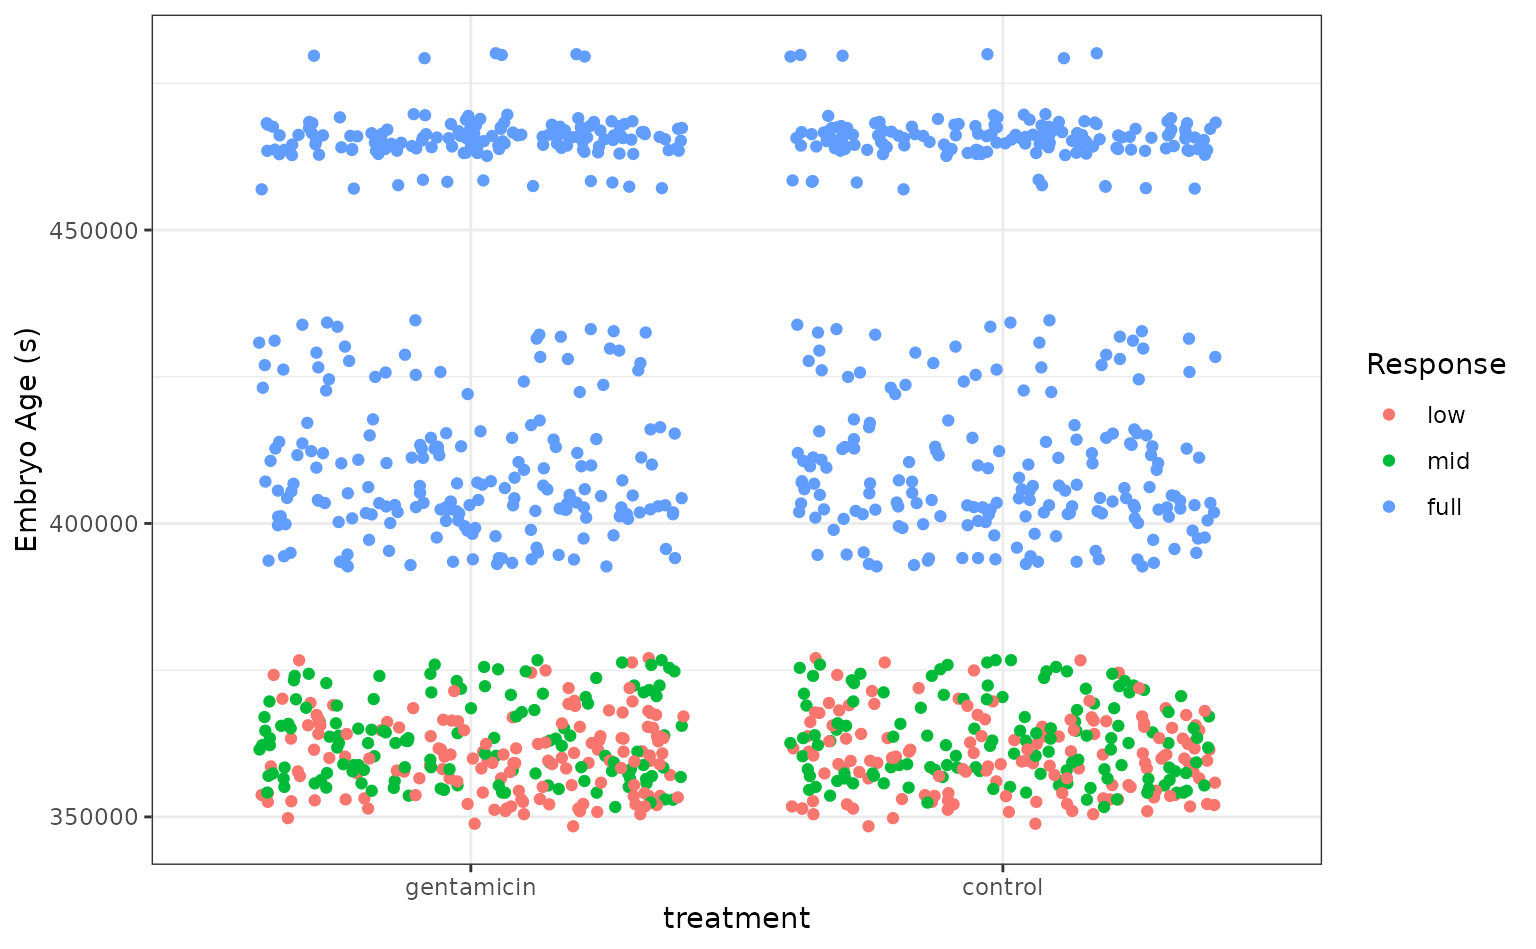 Embryo Age (s)
450000
400000
350000
gentamicin
control
treatment
Response
low
mid
full